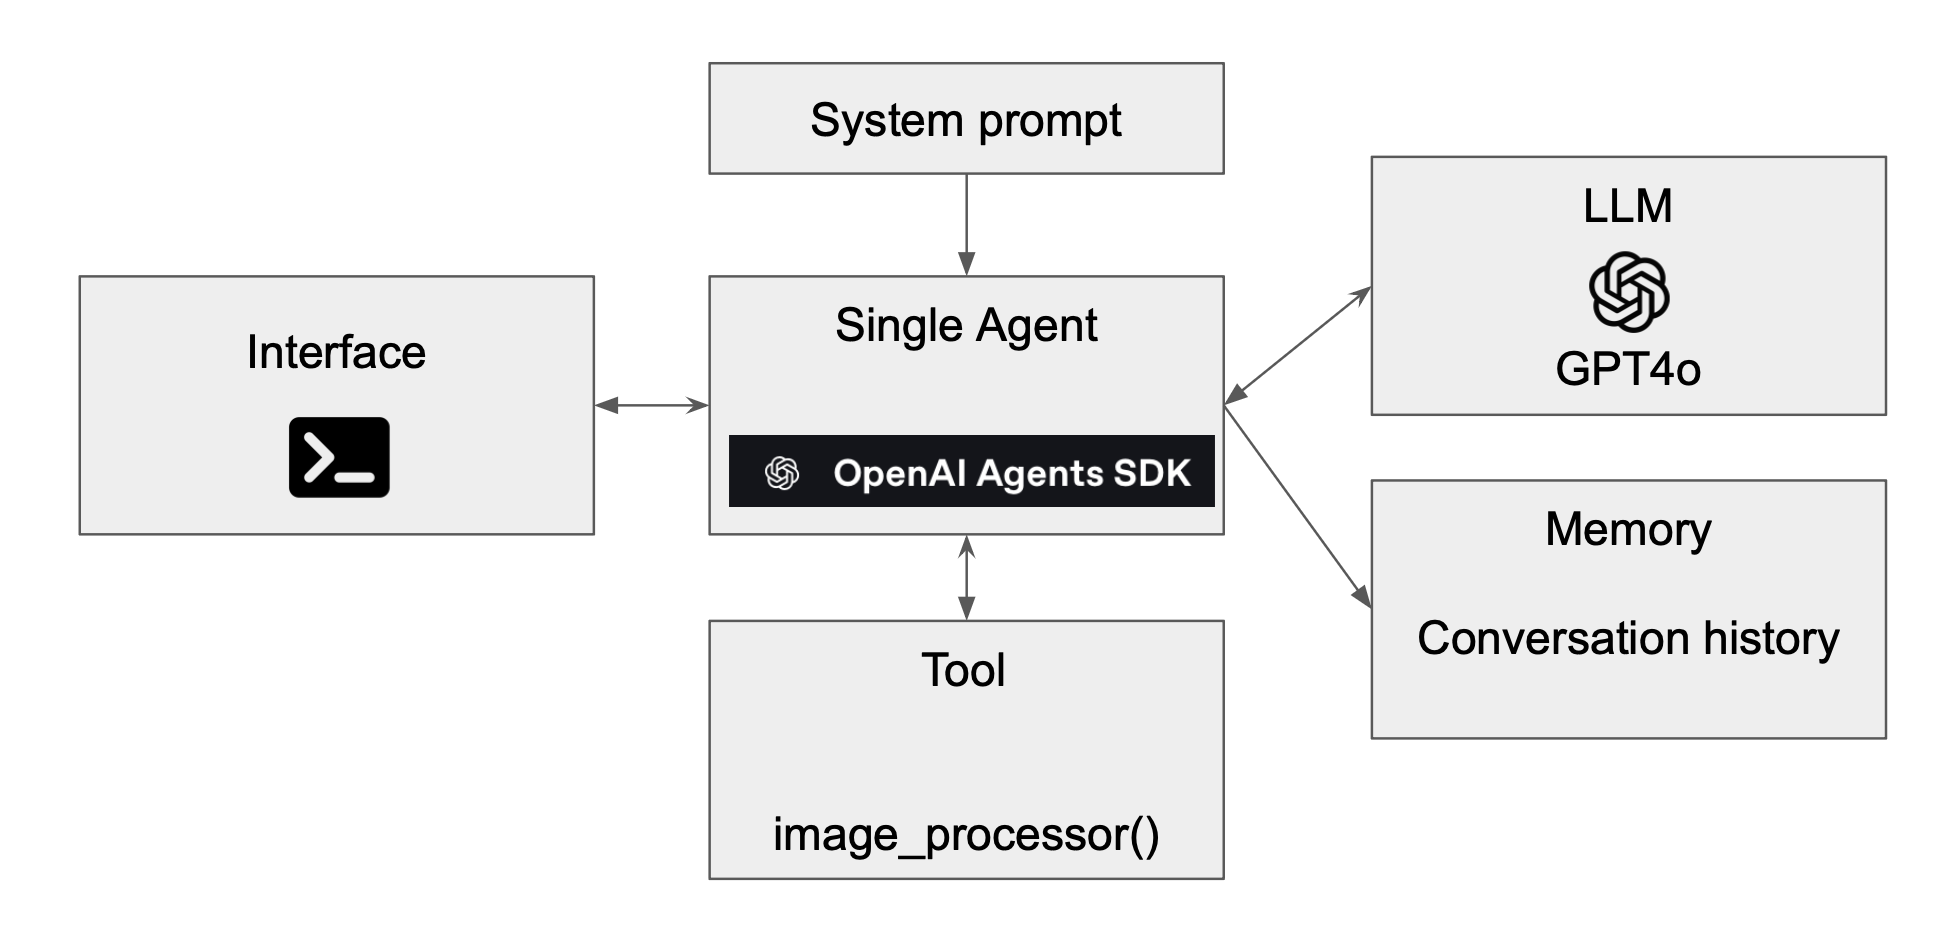 System prompt
LLM
GPT4o
Interface
Single Agent
OpenAI Agents SDK
Memory
Conversation history
Tool
image_processor()